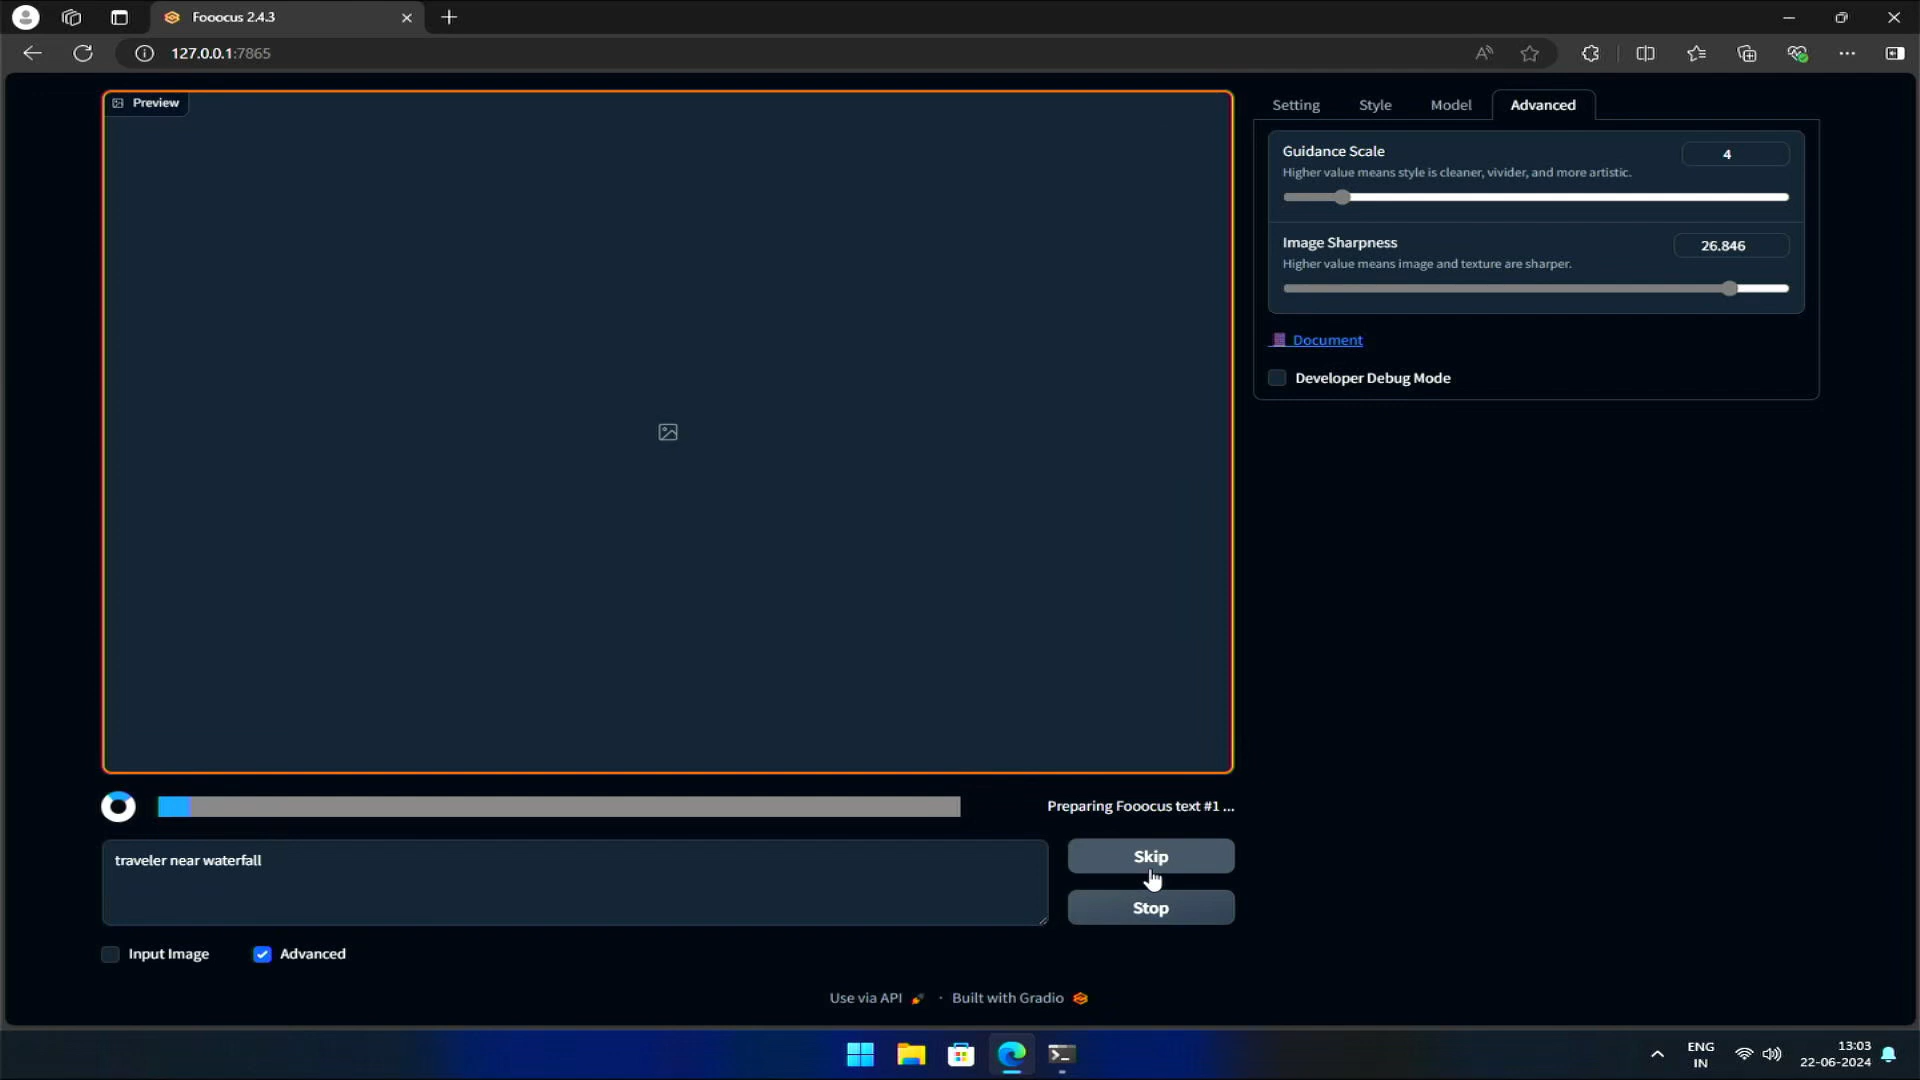 Fooocus 2.4.3
127.0.0.1:7865
Preview
Setting Style Model Advanced
Guidance Scale 4
Higher value means style is cleaner, vivider, and more artistic.
Image Sharpness 26.846
Higher value means image and texture are sharper.
Document
Developer Debug Mode
Preparing Fooocus text #1 ...
traveler near waterfall
Skip
Stop
Input Image Advanced
Use via API · Built with Gradio
ENG
IN
13:03
22-06-2024